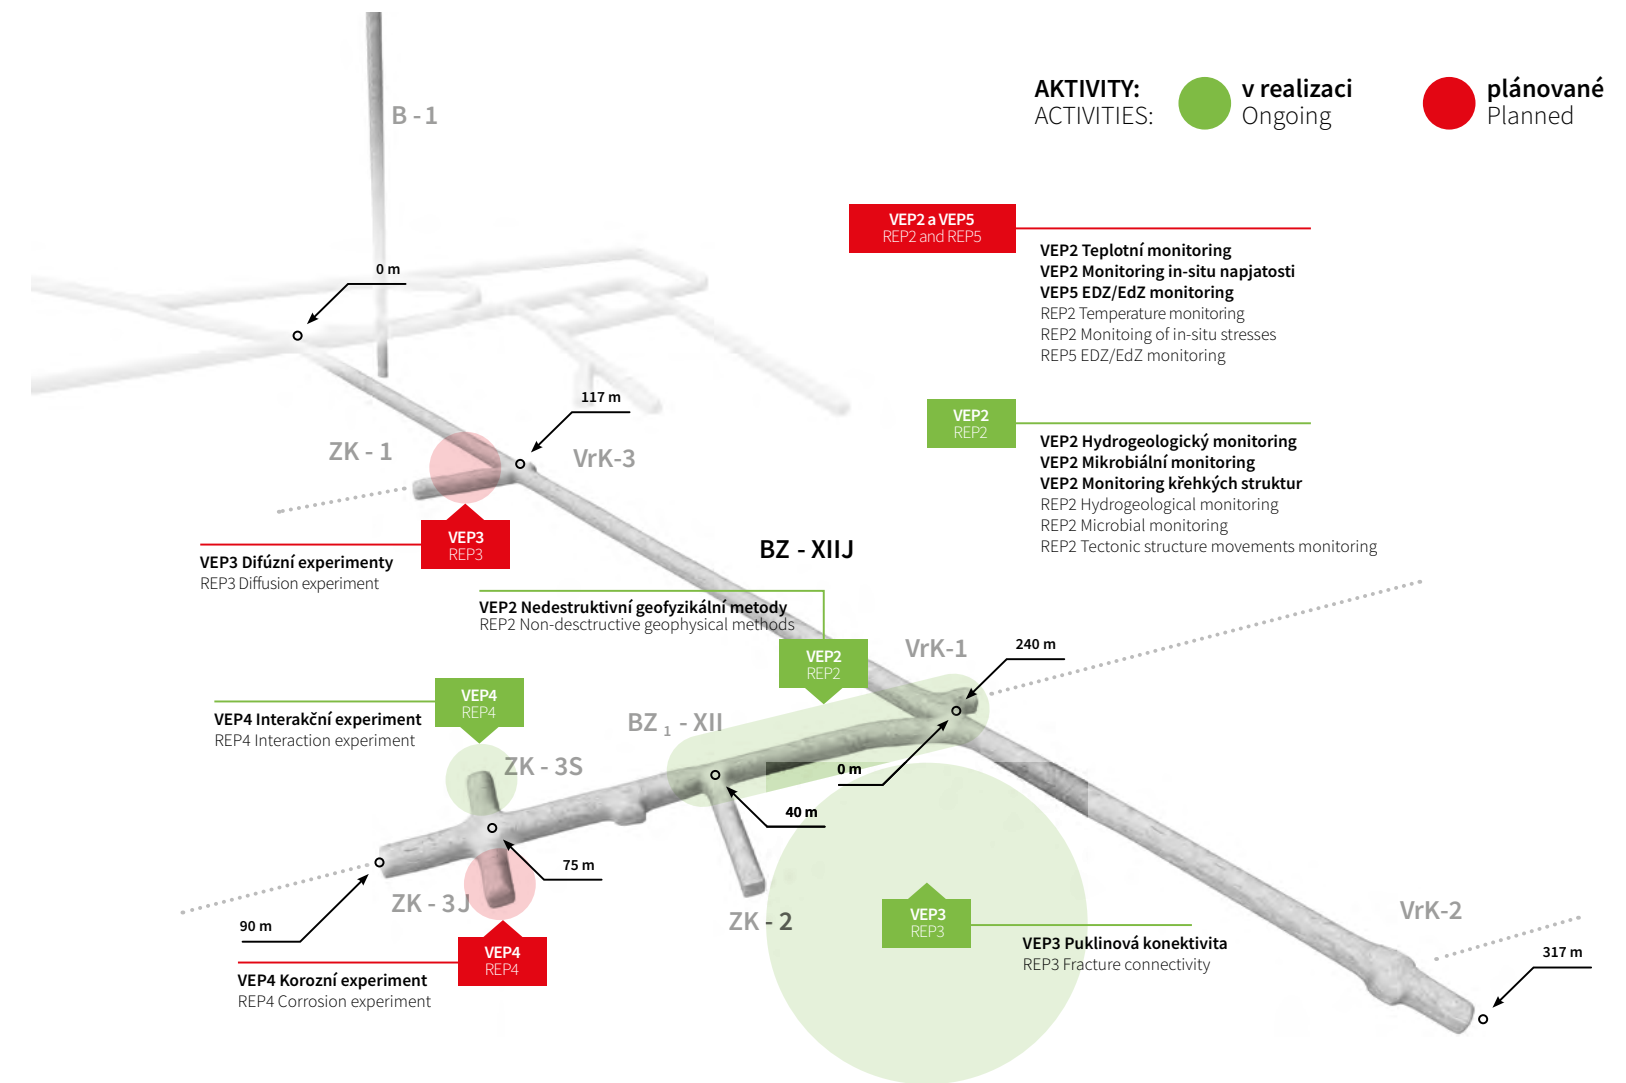 AKTIVITY:
ACTIVITIES:
v realizaci
Ongoing
plánované
Planned
B - 1
VEP2 a VEP5
REP2 and REP5
VEP2 Teplotní monitoring
VEP2 Monitoring in-situ napjatosti
VEP5 EDZ/EdZ monitoring
REP2 Temperature monitoring
REP2 Monitoing of in-situ stresses
REP5 EDZ/EdZ monitoring
0 m
117 m
ZK - 1
VrK-3
VEP2
REP2
VEP2 Hydrogeologický monitoring
VEP2 Mikrobiální monitoring
VEP2 Monitoring křehkých struktur
REP2 Hydrogeological monitoring
REP2 Microbial monitoring
REP2 Tectonic structure movements monitoring
VEP3
REP3
VEP3 Difúzní experimenty
REP3 Diffusion experiment
BZ - XIIJ
VEP2 Nedestruktivní geofyzikální metody
REP2 Non-desctructive geophysical methods
VEP2
REP2
VrK-1
240 m
VEP4
REP4
VEP4 Interakční experiment
REP4 Interaction experiment
BZ 1 - XII
ZK - 3S
0 m
40 m
75 m
ZK - 3J
90 m
ZK - 2
VEP3
REP3
VEP3 Puklinová konektivita
REP3 Fracture connectivity
VrK-2
317 m
VEP4
REP4
VEP4 Korozní experiment
REP4 Corrosion experiment